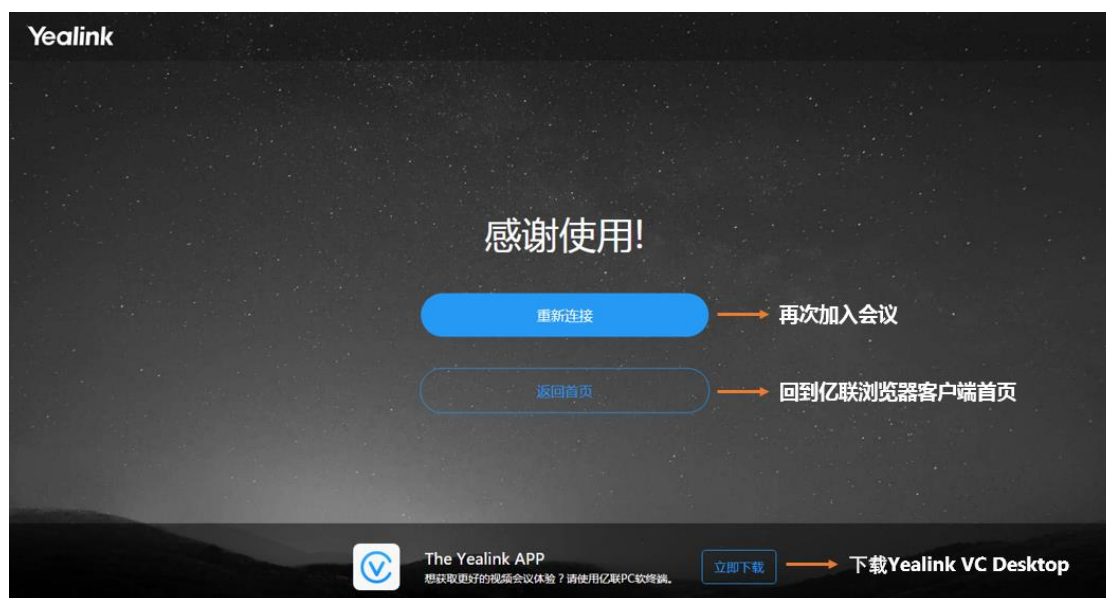 Yealink
感谢使用!
重新连接
再次加入会议
返回首页
回到亿联浏览器客户端首页
The Yealink APP
想获取更好的视频会议体验？请使用亿联PC软终端。
立即下载
下载Yealink VC Desktop